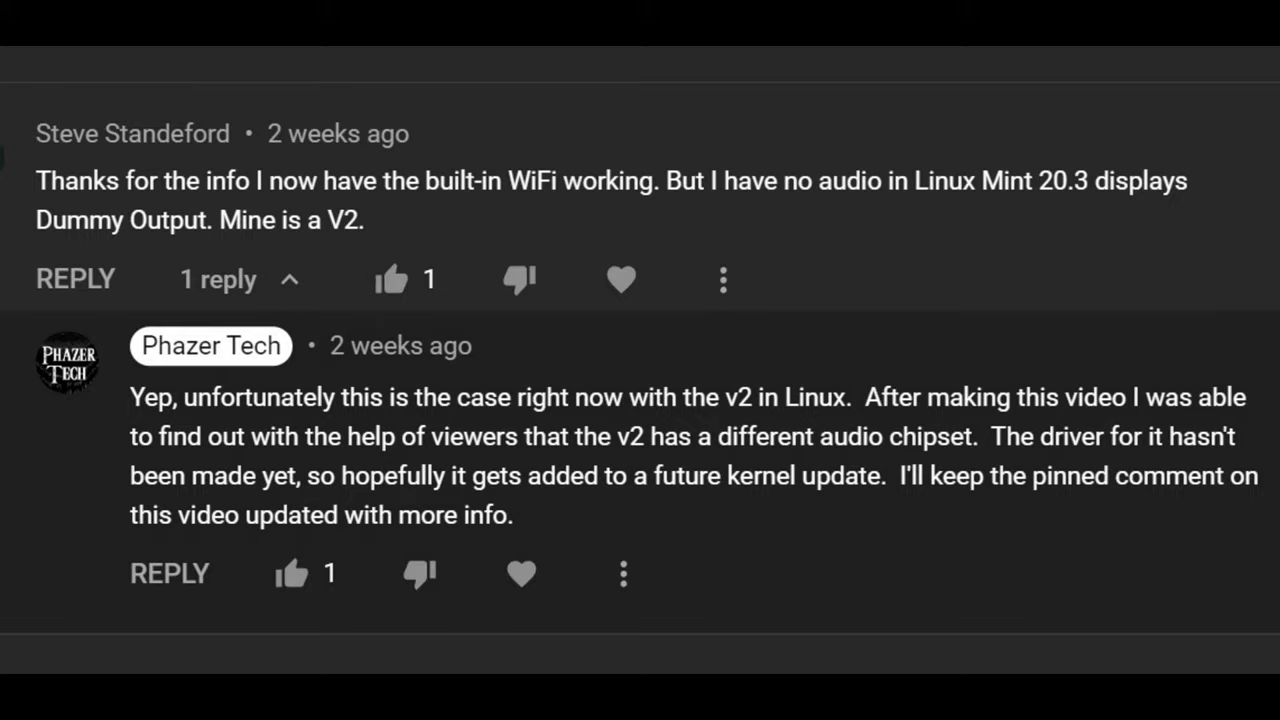 Steve Standeford • 2 weeks ago
Thanks for the info I now have the built-in WiFi working. But I have no audio in Linux Mint 20.3 displays
Dummy Output. Mine is a V2.
REPLY 1 reply 1
PHAZER
TECH
Phazer Tech • 2 weeks ago
Yep, unfortunately this is the case right now with the v2 in Linux.  After making this video I was able
to find out with the help of viewers that the v2 has a different audio chipset.  The driver for it hasn't
been made yet, so hopefully it gets added to a future kernel update.  I'll keep the pinned comment on
this video updated with more info.
REPLY 1